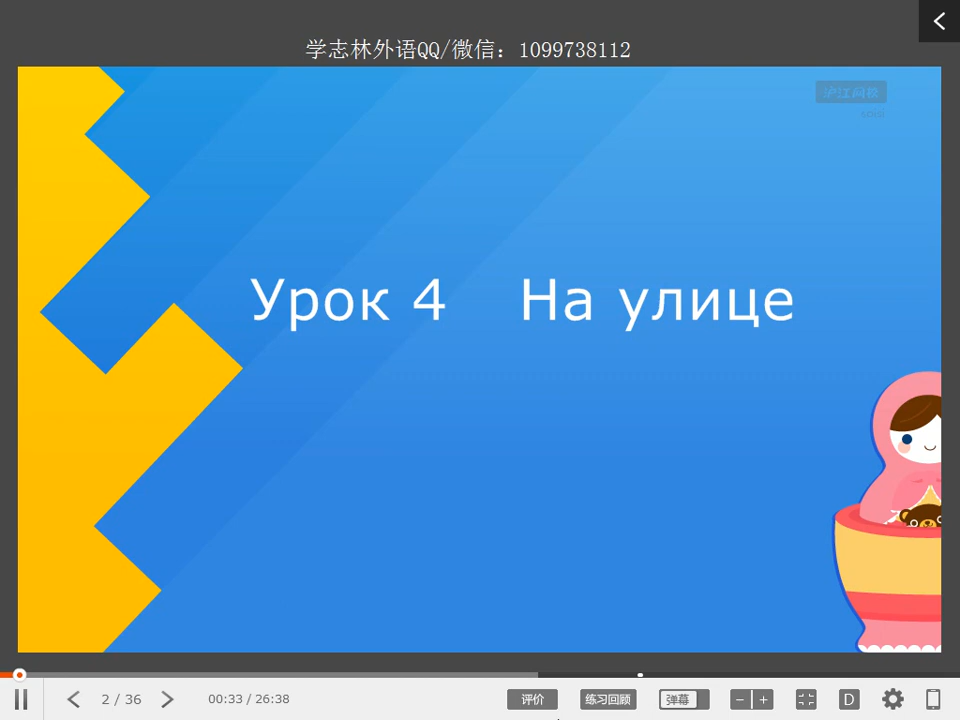 学志林外语QQ/微信：1099738112
沪江网校
Урок 4 На улице
2 / 36
00:33 / 26:38
评价
练习回顾
弹幕
D